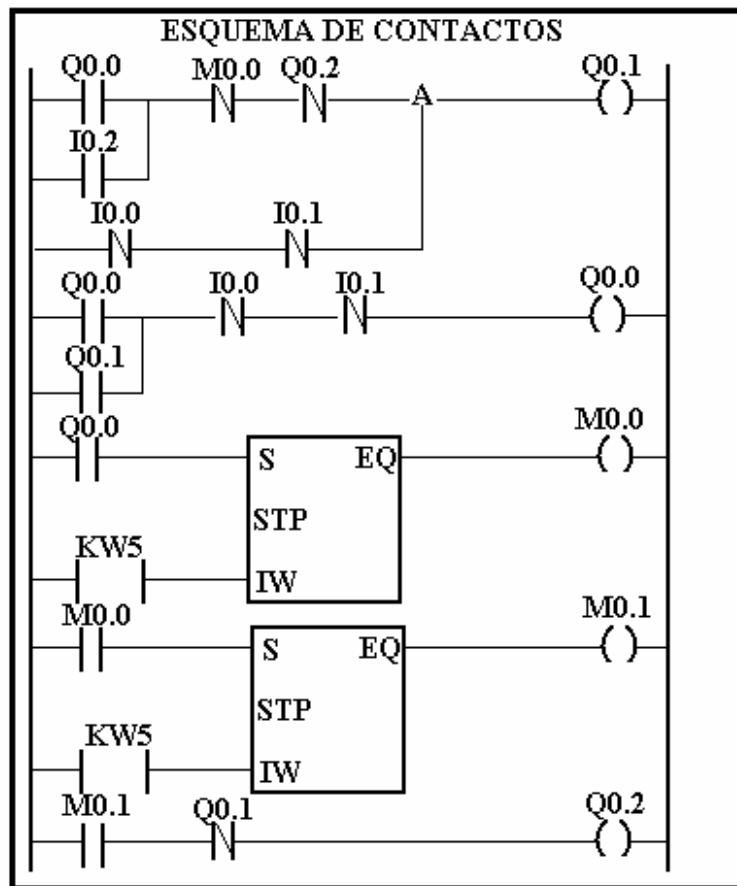 ESQUEMA DE CONTACTOS
Q0.0 M0.0 Q0.2 Q0.1
A
I0.2
I0.0 I0.1
Q0.0 I0.0 I0.1 Q0.0
Q0.1
Q0.0 M0.0
S EQ
STP
KW5
IW
M0.0 M0.1
S EQ
STP
KW5
IW
M0.1 Q0.1 Q0.2